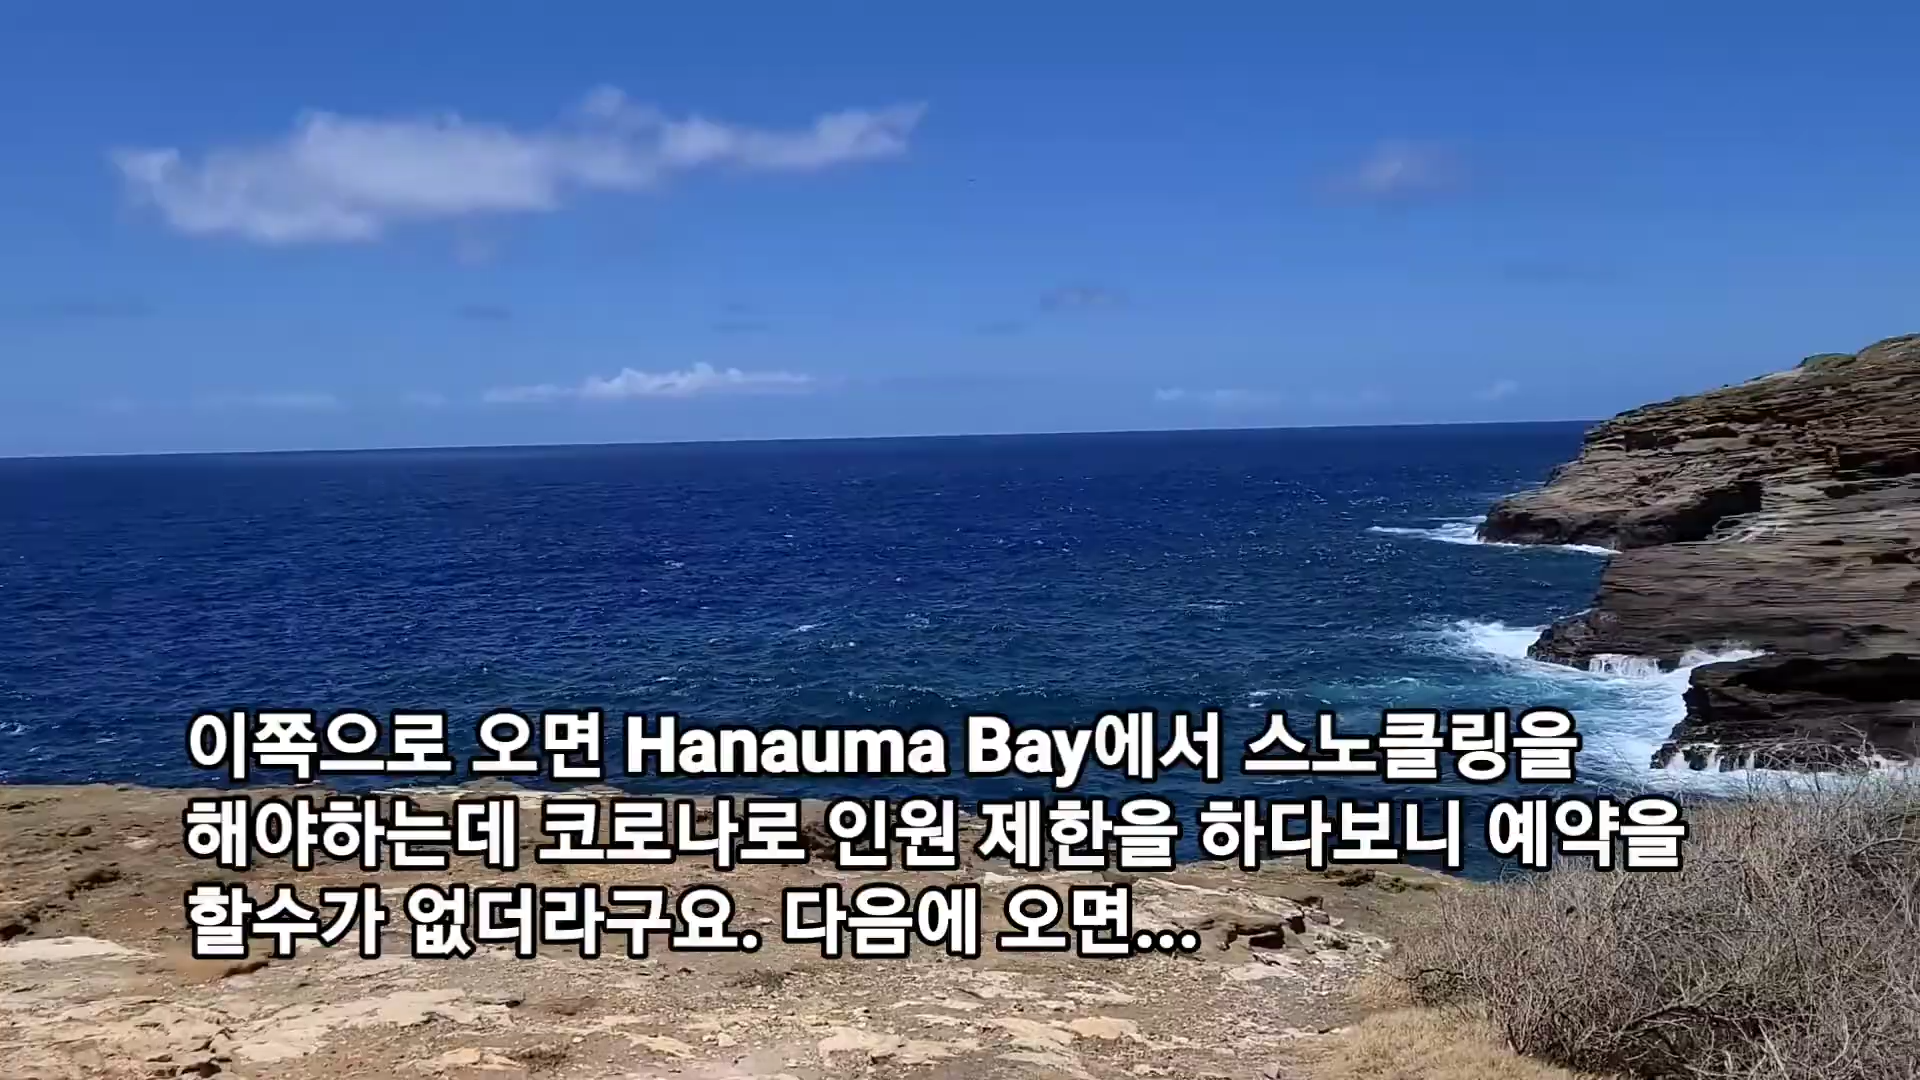 이쪽으로 오면 Hanauma Bay에서 스노클링을
해야하는데 코로나로 인원 제한을 하다보니 예약을
할수가 없더라구요. 다음에 오면...